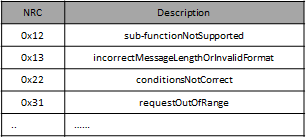 NRC Description
0x12 sub-functionNotSupported
0x13 incorrectMessageLengthOrInvalidFormat
0x22 conditionsNotCorrect
0x31 requestOutOfRange
.. ......